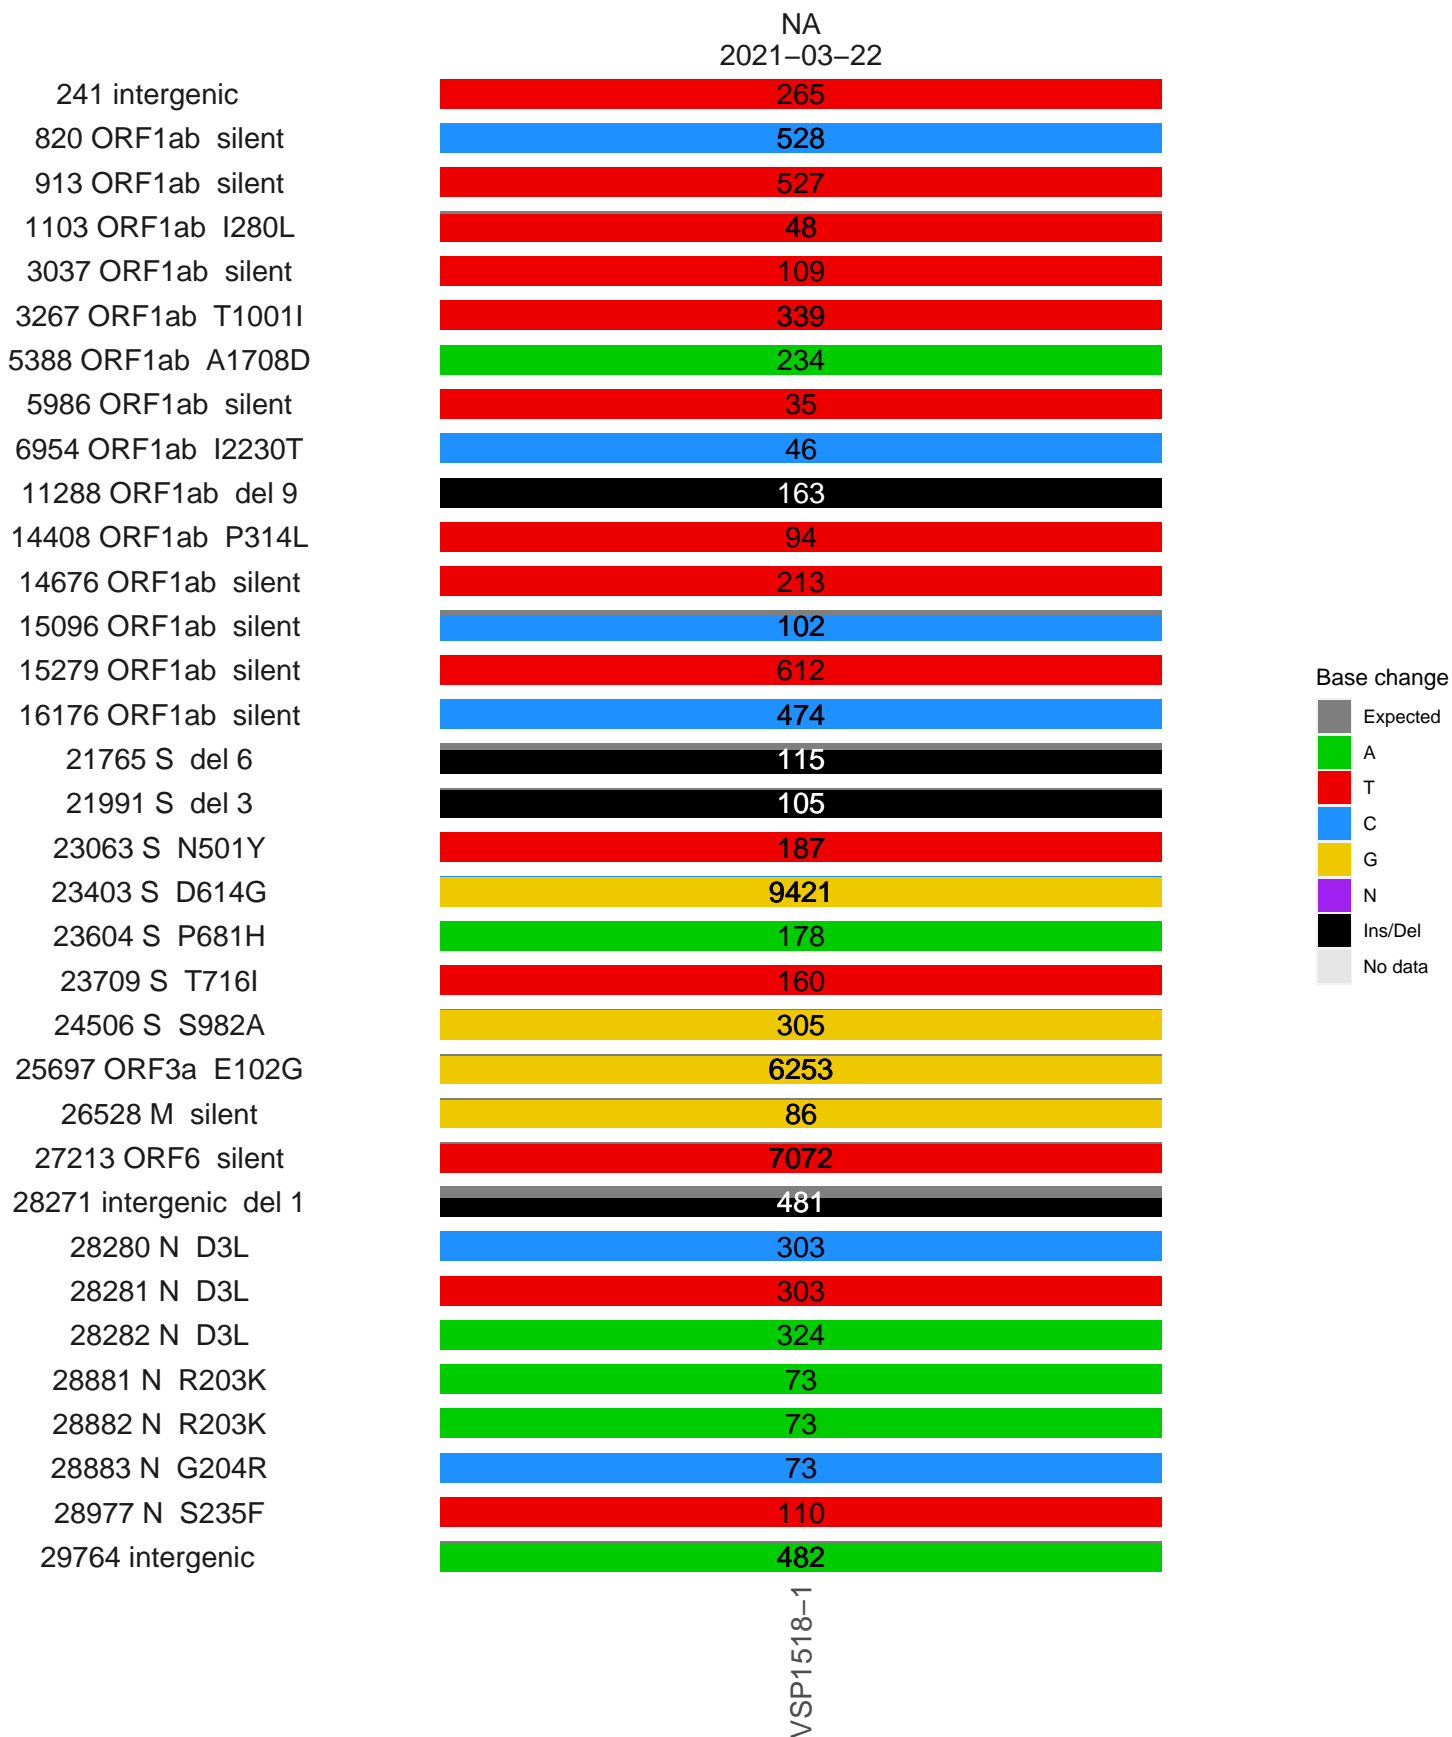 NA
2021−03−22
241 intergenic 265
820 ORF1ab silent 528
913 ORF1ab silent 527
1103 ORF1ab I280L 48
3037 ORF1ab silent 109
3267 ORF1ab T1001I 339
5388 ORF1ab A1708D 234
5986 ORF1ab silent 35
6954 ORF1ab I2230T 46
11288 ORF1ab del 9 163
14408 ORF1ab P314L 94
14676 ORF1ab silent 213
15096 ORF1ab silent 102
15279 ORF1ab silent 612
16176 ORF1ab silent 474
21765 S del 6 115
21991 S del 3 105
23063 S N501Y 187
23403 S D614G 9421
23604 S P681H 178
23709 S T716I 160
24506 S S982A 305
25697 ORF3a E102G 6253
26528 M silent 86
27213 ORF6 silent 7072
28271 intergenic del 1 481
28280 N D3L 303
28281 N D3L 303
28282 N D3L 324
28881 N R203K 73
28882 N R203K 73
28883 N G204R 73
28977 N S235F 110
29764 intergenic 482
VSP1518−1
Base change
Expected
A
T
C
G
N
Ins/Del
No data